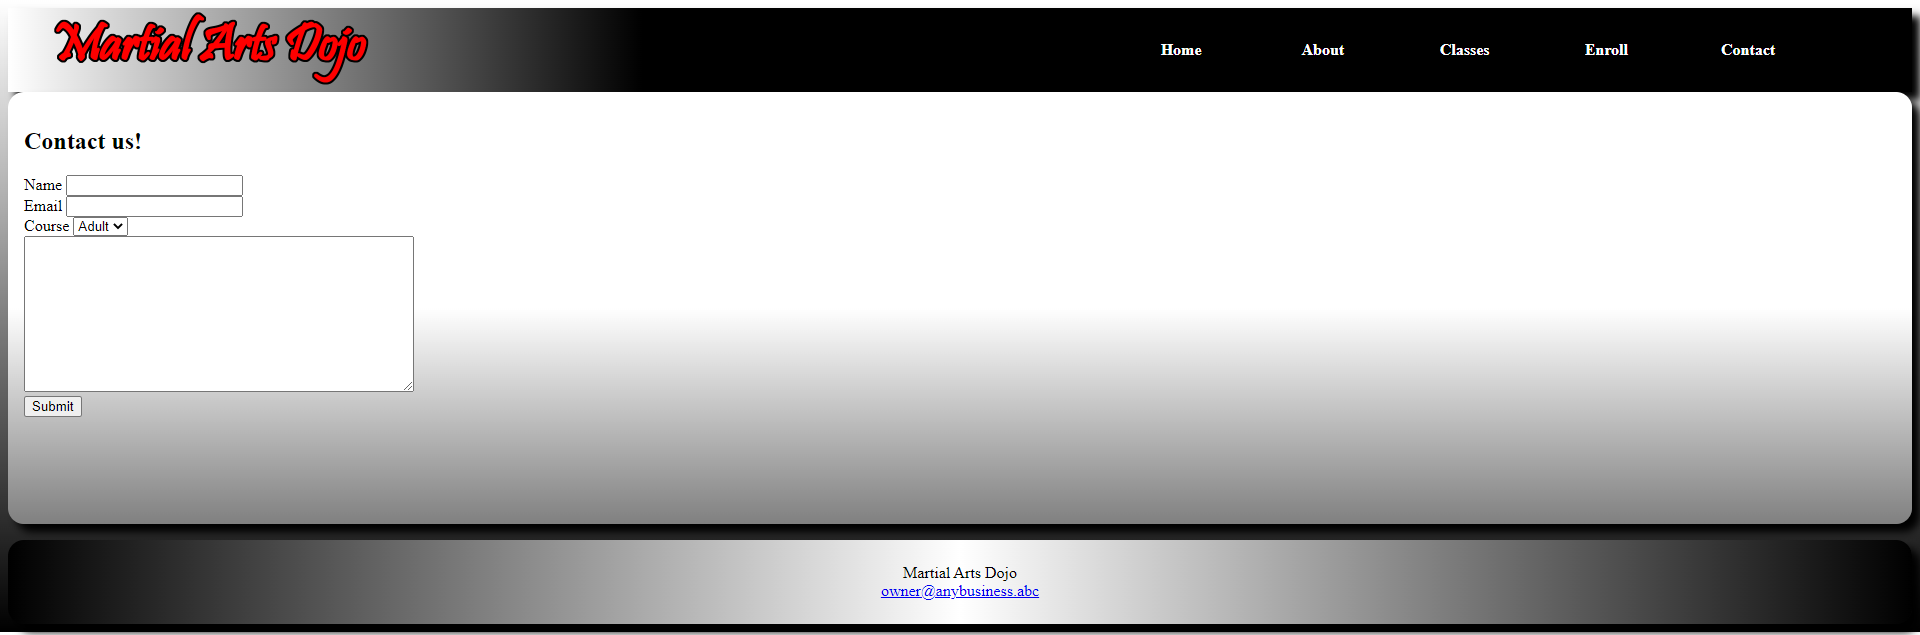 Martial Arts Dojo
Home About Classes Enroll Contact
Contact us!
Name
Email
Course Adult
Submit
Martial Arts Dojo
owner@anybusiness.abc